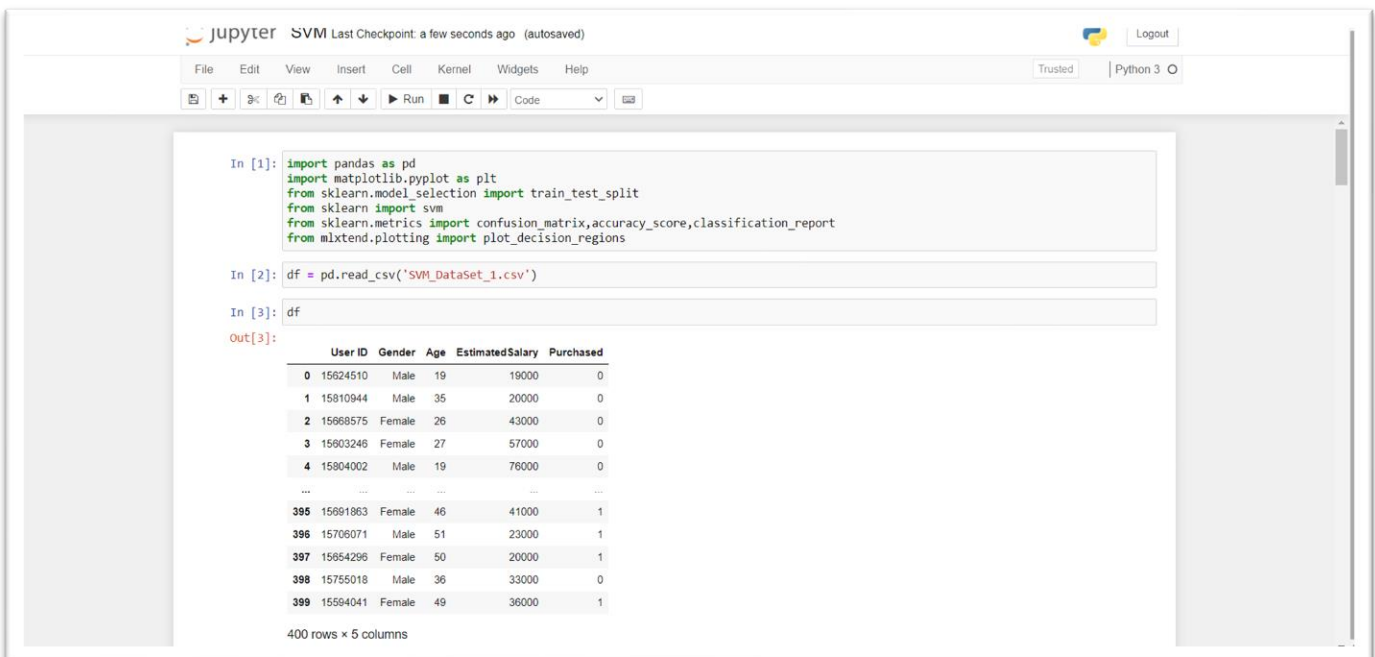 jupyter SVM Last Checkpoint: a few seconds ago (autosaved) Logout
File Edit View Insert Cell Kernel Widgets Help Trusted Python 3
Run Code
In [1]: import pandas as pd
import matplotlib.pyplot as plt
from sklearn.model_selection import train_test_split
from sklearn import svm
from sklearn.metrics import confusion_matrix,accuracy_score,classification_report
from mlxtend.plotting import plot_decision_regions
In [2]: df = pd.read_csv('SVM_DataSet_1.csv')
In [3]: df
Out[3]:
User ID Gender Age EstimatedSalary Purchased
0 15624510 Male 19 19000 0
1 15810944 Male 35 20000 0
2 15668575 Female 26 43000 0
3 15603246 Female 27 57000 0
4 15804002 Male 19 76000 0
... ... ... ... ... ...
395 15691863 Female 46 41000 1
396 15706071 Male 51 23000 1
397 15654296 Female 50 20000 1
398 15755018 Male 36 33000 0
399 15594041 Female 49 36000 1
400 rows × 5 columns